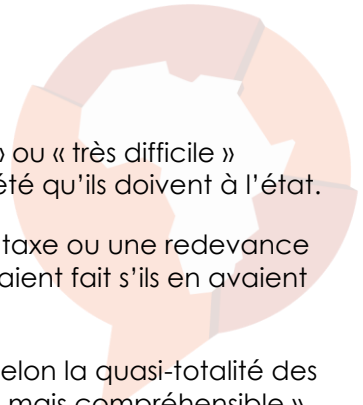 » ou « très difficile »
été qu'ils doivent à l'état.
taxe ou une redevance
aient fait s'ils en avaient
selon la quasi-totalité des
mais compréhensible »